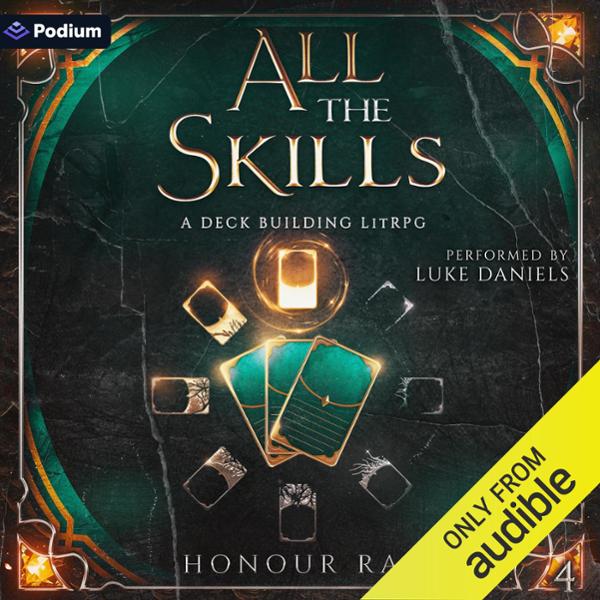 Podium
ALL
THE
SKILLS
A DECK BUILDING LITRPG
PERFORMED BY
LUKE DANIELS
HONOUR RA
ONLY FROM
audible
4